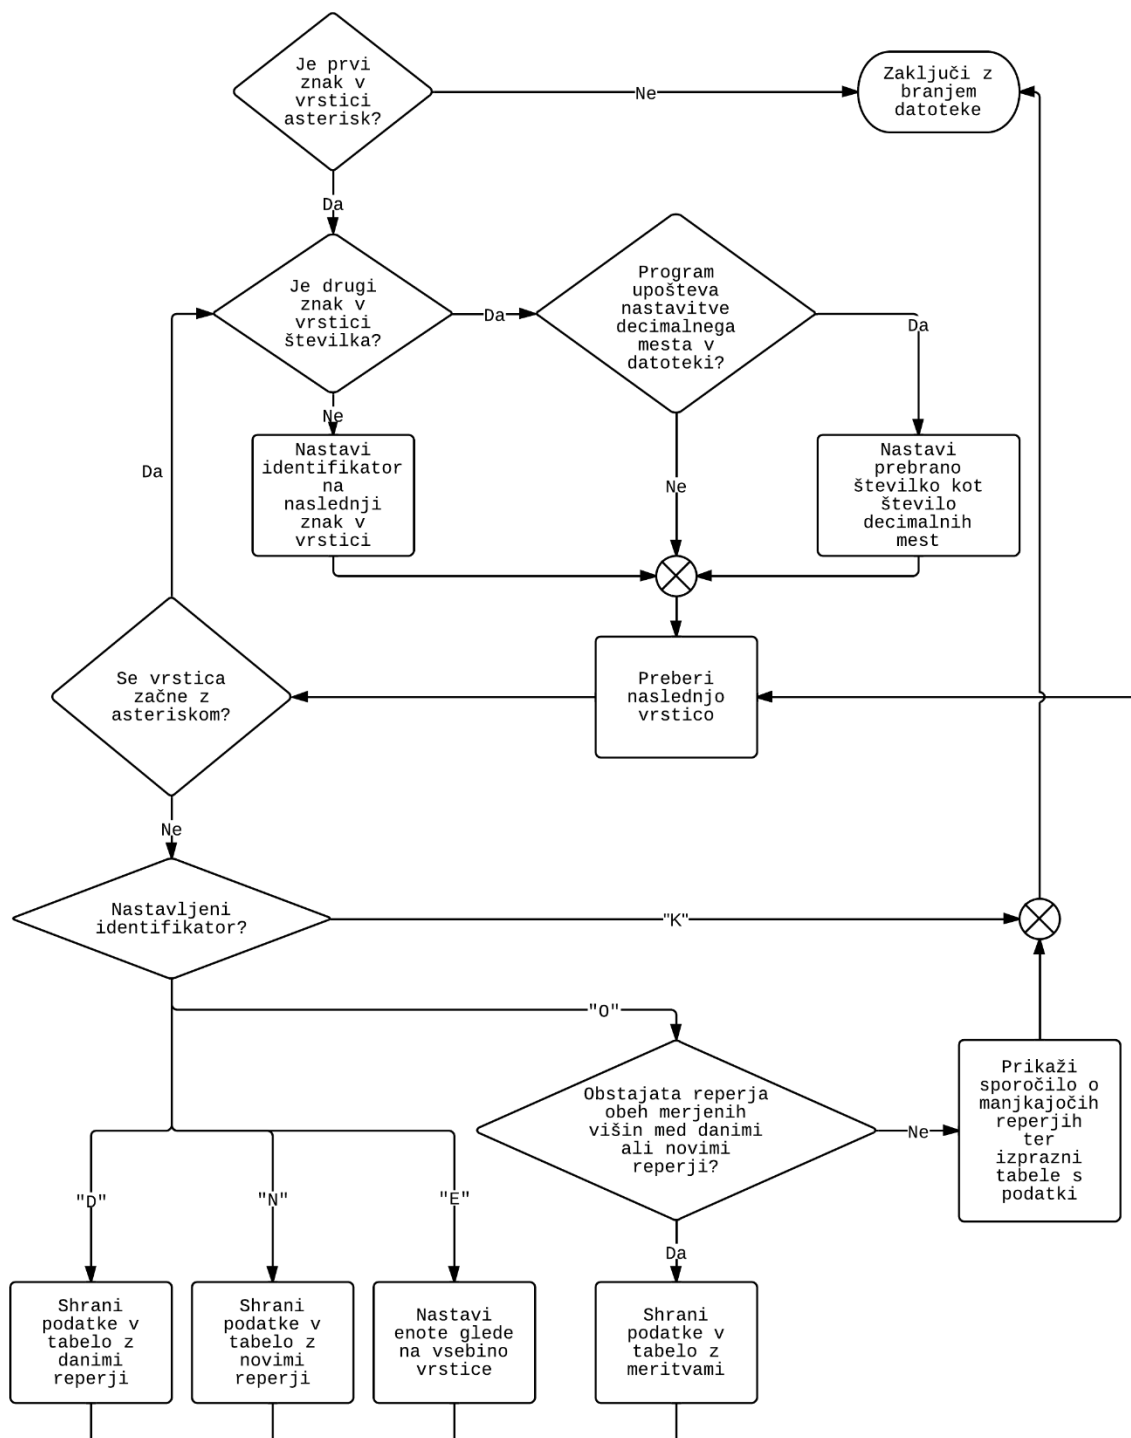 Je prvi
znak v
vrstici
asterisk?
Ne
Zaključi z
branjem
datoteke
Da
Je drugi
znak v
vrstici
številka?
Da
Program
upošteva
nastavitve
decimalnega
mesta v
datoteki?
Da
Ne
Nastavi
identifikator
na
naslednji
znak v
vrstici
Ne
Nastavi
prebrano
številko kot
število
decimalnih
mest
Da
Se vrstica
začne z
asteriskom?
Preberi
naslednjo
vrstico
Ne
Nastavljeni
identifikator?
"K"
"O"
Obstajata reperja
obeh merjenih
višin med danimi
ali novimi
reperji?
Ne
Prikaži
sporočilo o
manjkajočih
reperjih
ter
izprazni
tabele s
podatki
"D"
"N"
"E"
Da
Shrani
podatke v
tabelo z
danimi
reperji
Shrani
podatke v
tabelo z
novimi
reperji
Nastavi
enote glede
na vsebino
vrstice
Shrani
podatke v
tabelo z
meritvami